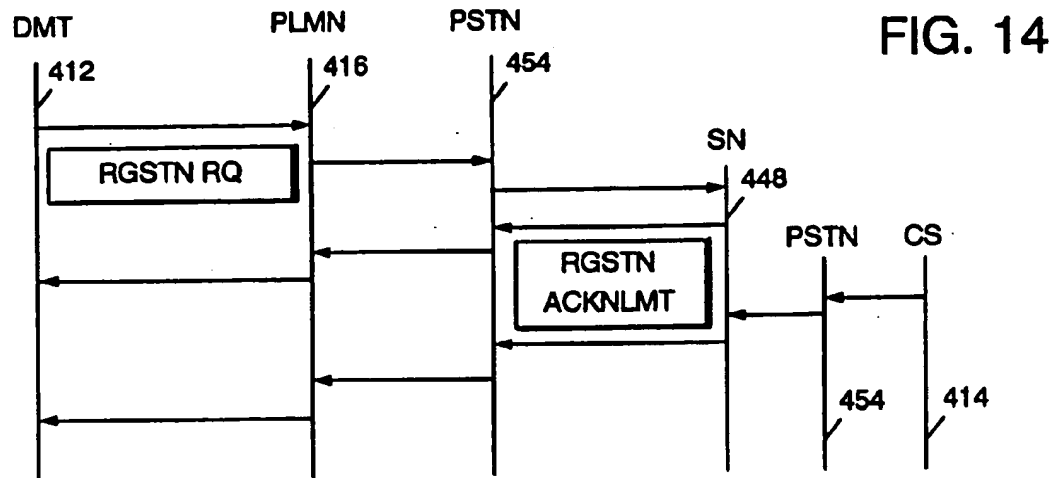 DMT
PLMN
PSTN
FIG. 14
412
416
454
SN
RGSTN RQ
448
PSTN
CS
RGSTN
ACKNLMT
454
414